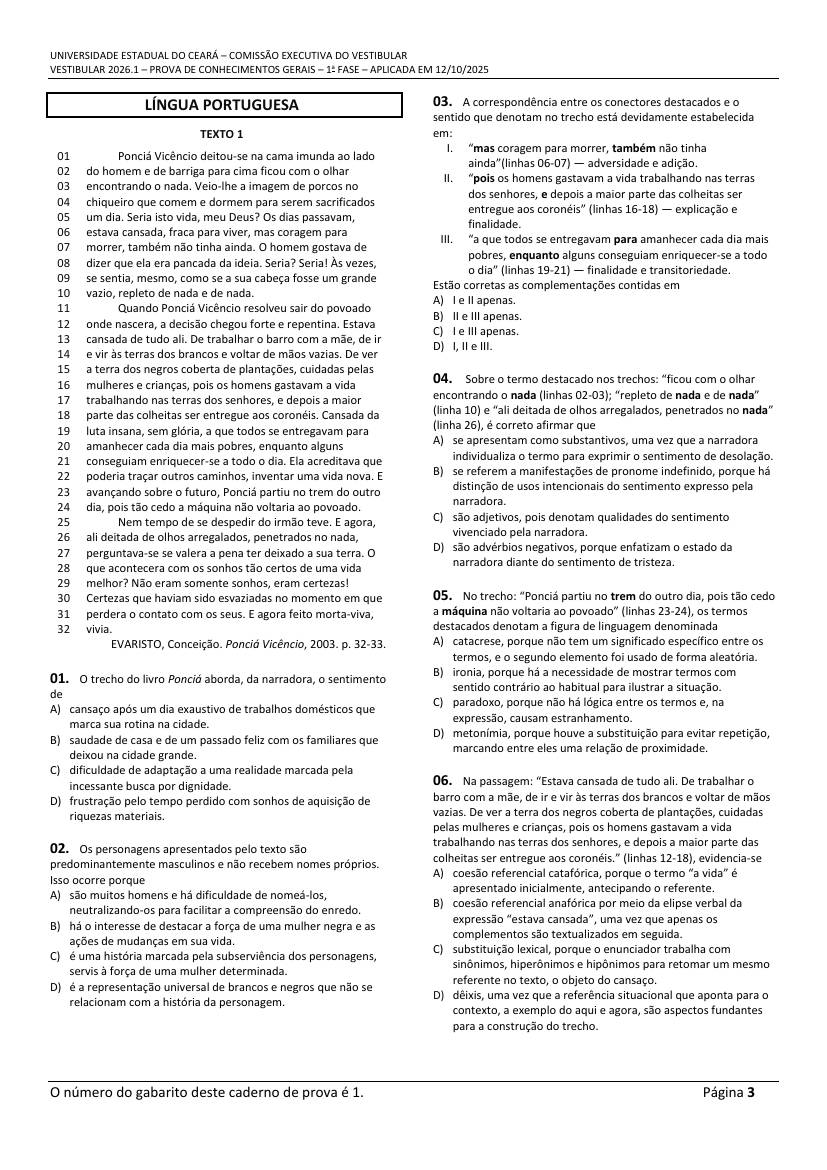 UNIVERSIDADE ESTADUAL DO CEARÁ – COMISSÃO EXECUTIVA DO VESTIBULAR
VESTIBULAR 2026.1 – PROVA DE CONHECIMENTOS GERAIS – 1ª FASE – APLICADA EM 12/10/2025
LÍNGUA PORTUGUESA
TEXTO 1
01 Ponciá Vicêncio deitou-se na cama imunda ao lado
02 do homem e de barriga para cima ficou com o olhar
03 encontrando o nada. Veio-lhe a imagem de porcos no
04 chiqueiro que comem e dormem para serem sacrificados
05 um dia. Seria isto vida, meu Deus? Os dias passavam,
06 estava cansada, fraca para viver, mas coragem para
07 morrer, também não tinha ainda. O homem gostava de
08 dizer que ela era pancada da ideia. Seria? Seria! Às vezes,
09 se sentia, mesmo, como se a sua cabeça fosse um grande
10 vazio, repleto de nada e de nada.
11 Quando Ponciá Vicêncio resolveu sair do povoado
12 onde nascera, a decisão chegou forte e repentina. Estava
13 cansada de tudo ali. De trabalhar o barro com a mãe, de ir
14 e vir às terras dos brancos e voltar de mãos vazias. De ver
15 a terra dos negros coberta de plantações, cuidadas pelas
16 mulheres e crianças, pois os homens gastavam a vida
17 trabalhando nas terras dos senhores, e depois a maior
18 parte das colheitas ser entregue aos coronéis. Cansada da
19 luta insana, sem glória, a que todos se entregavam para
20 amanhecer cada dia mais pobres, enquanto alguns
21 conseguiam enriquecer-se a todo o dia. Ela acreditava que
22 poderia traçar outros caminhos, inventar uma vida nova. E
23 avançando sobre o futuro, Ponciá partiu no trem do outro
24 dia, pois tão cedo a máquina não voltaria ao povoado.
25 Nem tempo de se despedir do irmão teve. E agora,
26 ali deitada de olhos arregalados, penetrados no nada,
27 perguntava-se se valera a pena ter deixado a sua terra. O
28 que acontecera com os sonhos tão certos de uma vida
29 melhor? Não eram somente sonhos, eram certezas!
30 Certezas que haviam sido esvaziadas no momento em que
31 perdera o contato com os seus. E agora feito morta-viva,
32 vivia.
EVARISTO, Conceição. Ponciá Vicêncio, 2003. p. 32-33.
01. O trecho do livro Ponciá aborda, da narradora, o sentimento
de
A) cansaço após um dia exaustivo de trabalhos domésticos que
marca sua rotina na cidade.
B) saudade de casa e de um passado feliz com os familiares que
deixou na cidade grande.
C) dificuldade de adaptação a uma realidade marcada pela
incessante busca por dignidade.
D) frustração pelo tempo perdido com sonhos de aquisição de
riquezas materiais.
02. Os personagens apresentados pelo texto são
predominantemente masculinos e não recebem nomes próprios.
Isso ocorre porque
A) são muitos homens e há dificuldade de nomeá-los,
neutralizando-os para facilitar a compreensão do enredo.
B) há o interesse de destacar a força de uma mulher negra e as
ações de mudanças em sua vida.
C) é uma história marcada pela subserviência dos personagens,
servis à força de uma mulher determinada.
D) é a representação universal de brancos e negros que não se
relacionam com a história da personagem.
03. A correspondência entre os conectores destacados e o
sentido que denotam no trecho está devidamente estabelecida
em:
I. “mas coragem para morrer, também não tinha
ainda”(linhas 06-07) — adversidade e adição.
II. “pois os homens gastavam a vida trabalhando nas terras
dos senhores, e depois a maior parte das colheitas ser
entregue aos coronéis” (linhas 16-18) — explicação e
finalidade.
III. “a que todos se entregavam para amanhecer cada dia mais
pobres, enquanto alguns conseguiam enriquecer-se a todo
o dia” (linhas 19-21) — finalidade e transitoriedade.
Estão corretas as complementações contidas em
A) I e II apenas.
B) II e III apenas.
C) I e III apenas.
D) I, II e III.
04. Sobre o termo destacado nos trechos: “ficou com o olhar
encontrando o nada (linhas 02-03); “repleto de nada e de nada”
(linha 10) e “ali deitada de olhos arregalados, penetrados no nada”
(linha 26), é correto afirmar que
A) se apresentam como substantivos, uma vez que a narradora
individualiza o termo para exprimir o sentimento de desolação.
B) se referem a manifestações de pronome indefinido, porque há
distinção de usos intencionais do sentimento expresso pela
narradora.
C) são adjetivos, pois denotam qualidades do sentimento
vivenciado pela narradora.
D) são advérbios negativos, porque enfatizam o estado da
narradora diante do sentimento de tristeza.
05. No trecho: “Ponciá partiu no trem do outro dia, pois tão cedo
a máquina não voltaria ao povoado” (linhas 23-24), os termos
destacados denotam a figura de linguagem denominada
A) catacrese, porque não tem um significado específico entre os
termos, e o segundo elemento foi usado de forma aleatória.
B) ironia, porque há a necessidade de mostrar termos com
sentido contrário ao habitual para ilustrar a situação.
C) paradoxo, porque não há lógica entre os termos e, na
expressão, causam estranhamento.
D) metonímia, porque houve a substituição para evitar repetição,
marcando entre eles uma relação de proximidade.
06. Na passagem: “Estava cansada de tudo ali. De trabalhar o
barro com a mãe, de ir e vir às terras dos brancos e voltar de mãos
vazias. De ver a terra dos negros coberta de plantações, cuidadas
pelas mulheres e crianças, pois os homens gastavam a vida
trabalhando nas terras dos senhores, e depois a maior parte das
colheitas ser entregue aos coronéis.” (linhas 12-18), evidencia-se
A) coesão referencial catafórica, porque o termo “a vida” é
apresentado inicialmente, antecipando o referente.
B) coesão referencial anafórica por meio da elipse verbal da
expressão “estava cansada”, uma vez que apenas os
complementos são textualizados em seguida.
C) substituição lexical, porque o enunciador trabalha com
sinônimos, hiperônimos e hipônimos para retomar um mesmo
referente no texto, o objeto do cansaço.
D) dêixis, uma vez que a referência situacional que aponta para o
contexto, a exemplo do aqui e agora, são aspectos fundantes
para a construção do trecho.
O número do gabarito deste caderno de prova é 1.
Página 3